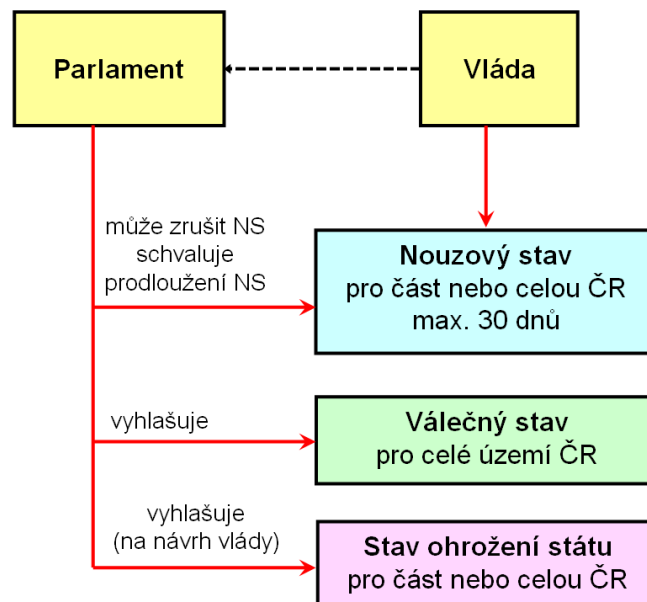 Parlament
Vláda
může zrušit NS
schvaluje
prodloužení NS
Nouzový stav
pro část nebo celou ČR
max. 30 dnů
vyhlašuje
Válečný stav
pro celé území ČR
vyhlašuje
(na návrh vlády)
Stav ohrožení státu
pro část nebo celou ČR